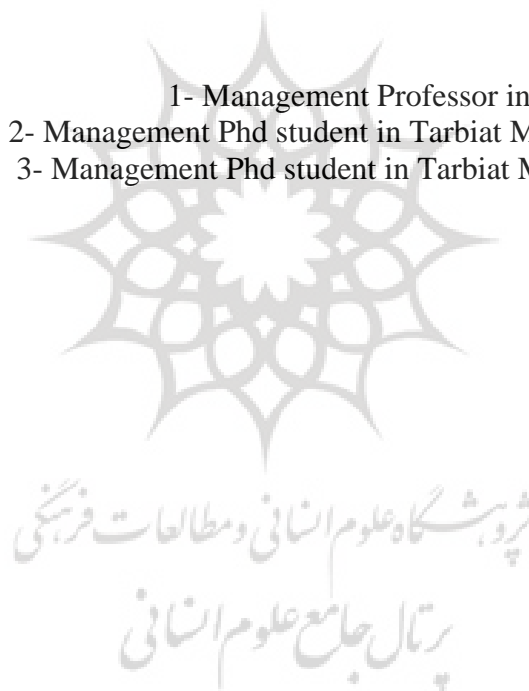 1- Management Professor in
2- Management Phd student in Tarbiat M
3- Management Phd student in Tarbiat M
پژوهشگاه علوم انسانی و مطالعات فرهنگی
پرتال جامع علوم انسانی